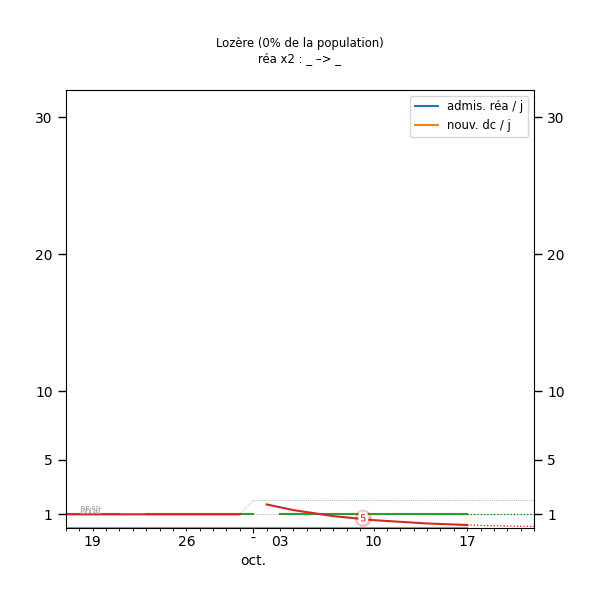 Lozère (0% de la population)
réa x2 : _ –> _
admis. réa / j
nouv. dc / j
30 30
20 20
10 10
5 5
1 1
5
19 26 - 03 10 17
oct.